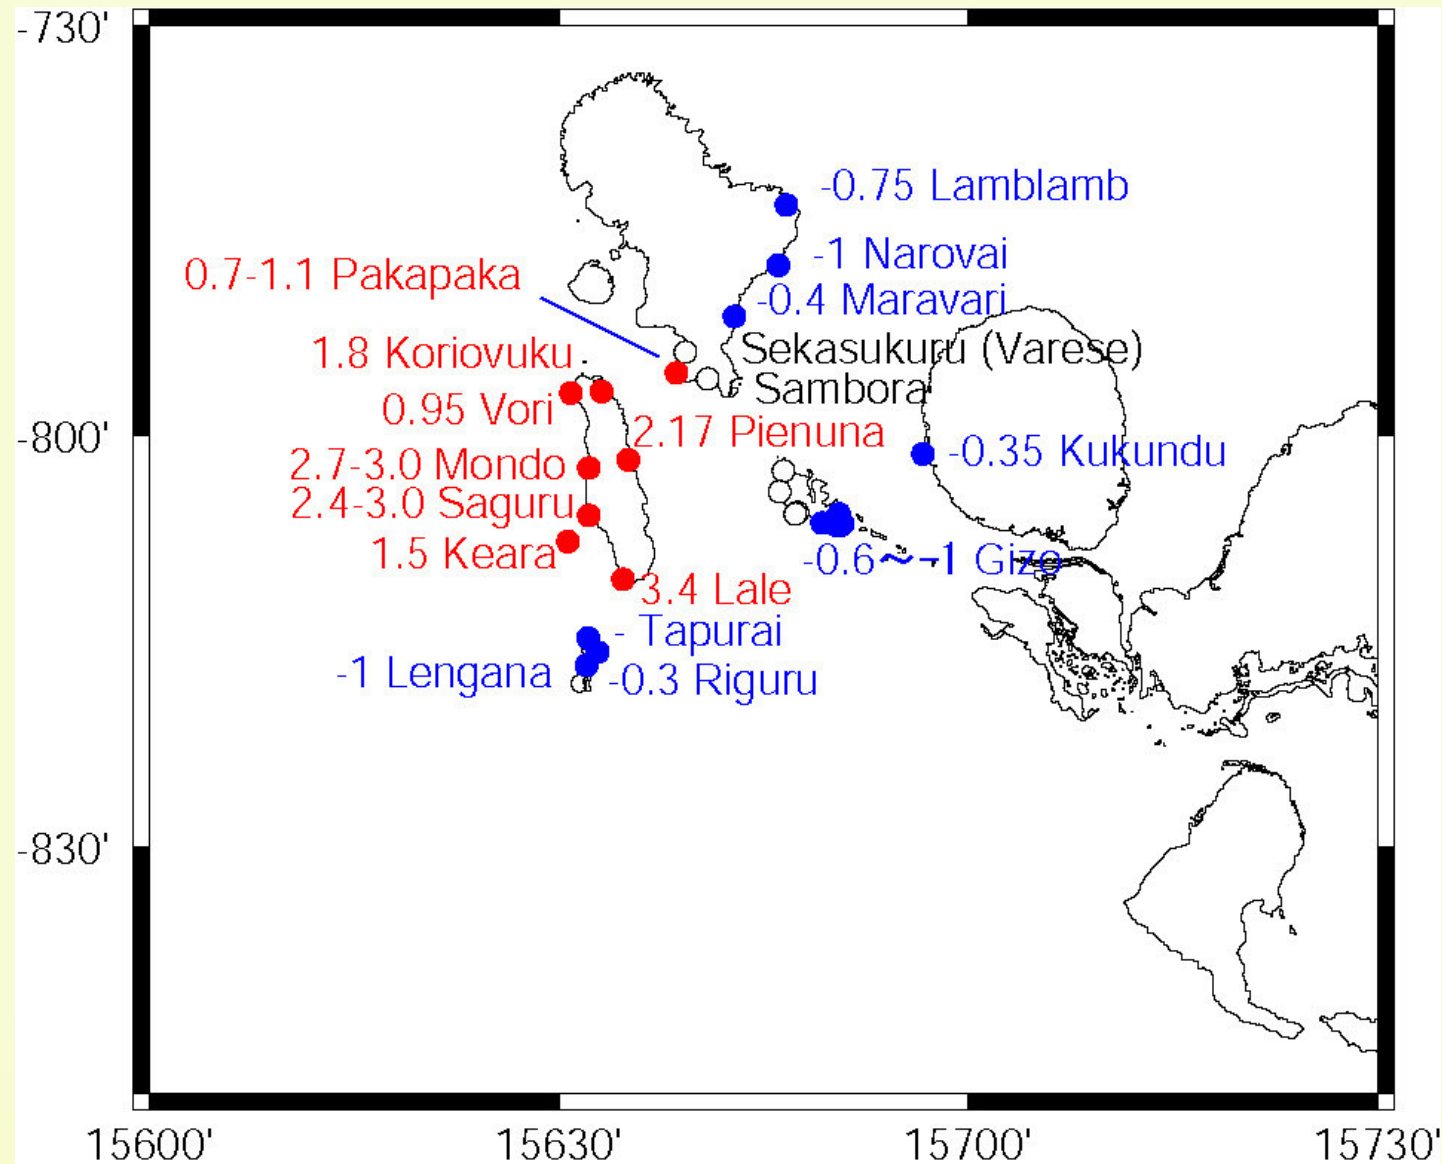 -730'
-0.75 Lamblamb
-1 Narovai
0.7-1.1 Pakapaka
-0.4 Maravari
1.8 Koriovuku
Sekasukuru (Varese)
Sambora
0.95 Vori
-800'
2.17 Pienuna
-0.35 Kukundu
2.7-3.0 Mondo
2.4-3.0 Saguru
1.5 Keara
-0.6~-1 Gizo
3.4 Lale
- Tapurai
-1 Lengana
-0.3 Riguru
-830'
15600'
15630'
15700'
15730'